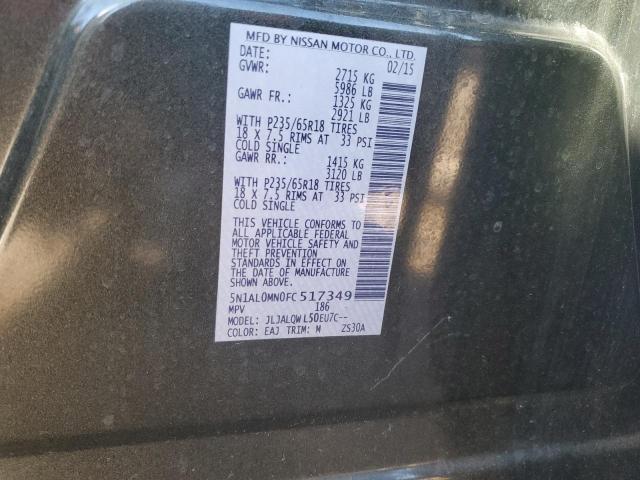 MFD BY NISSAN MOTOR CO., LTD.
DATE: 02/15
GVWR: 2715 KG
5986 LB
GAWR FR.: 1325 KG
2921 LB
WITH P235/65R18 TIRES
18 X 7.5 RIMS AT 33 PSI
COLD SINGLE
GAWR RR.: 1415 KG
3120 LB
WITH P235/65R18 TIRES
18 X 7.5 RIMS AT 33 PSI
COLD SINGLE
THIS VEHICLE CONFORMS TO
ALL APPLICABLE FEDERAL
MOTOR VEHICLE SAFETY AND
THEFT PREVENTION
STANDARDS IN EFFECT ON
THE DATE OF MANUFACTURE
SHOWN ABOVE.
5N1AL0MN0FC517349
MPV 186
MODEL: JLJALQWL50EU7C--
COLOR: EAJ TRIM: M ZS30A